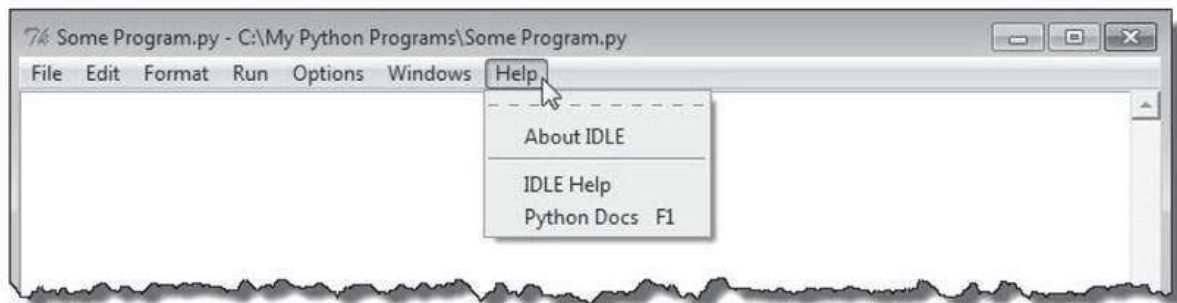 Some Program.py - C:\My Python Programs\Some Program.py
File Edit Format Run Options Windows Help
About IDLE
IDLE Help
Python Docs F1